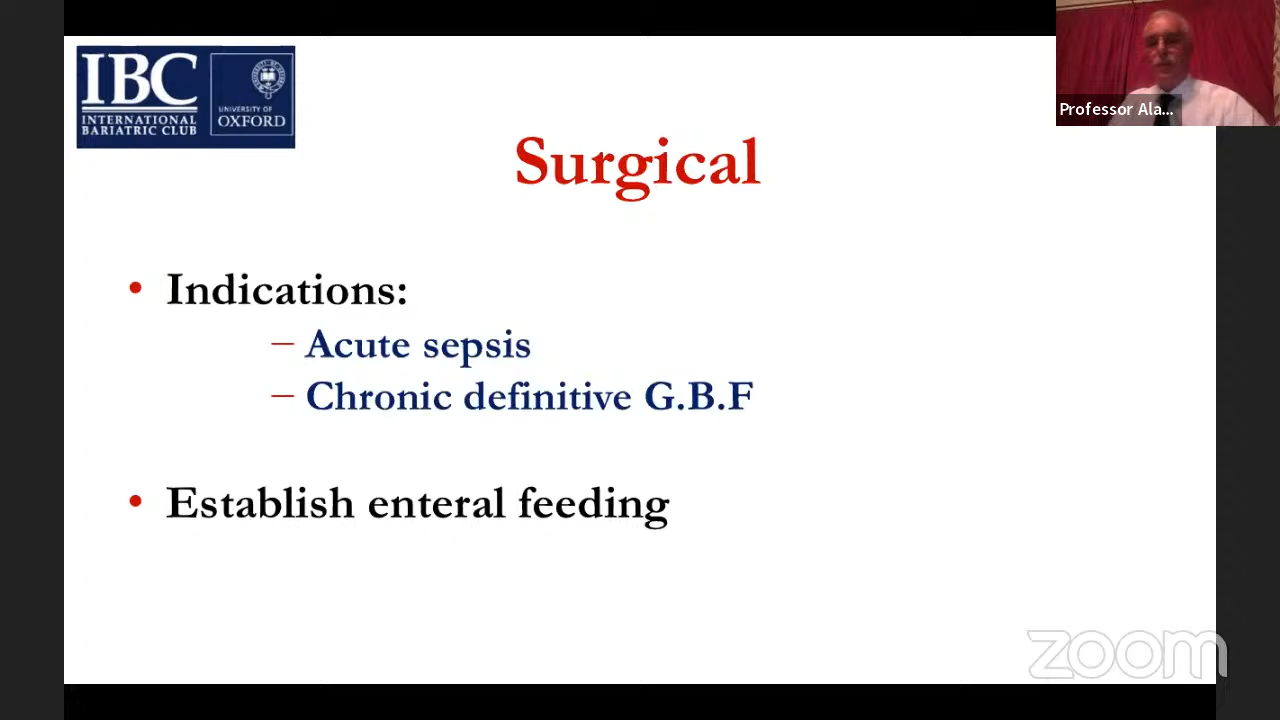 IBC
INTERNATIONAL
BARIATRIC CLUB
UNIVERSITY OF
OXFORD
Professor Ala...
Surgical
• Indications:
– Acute sepsis
– Chronic definitive G.B.F
• Establish enteral feeding
zoom